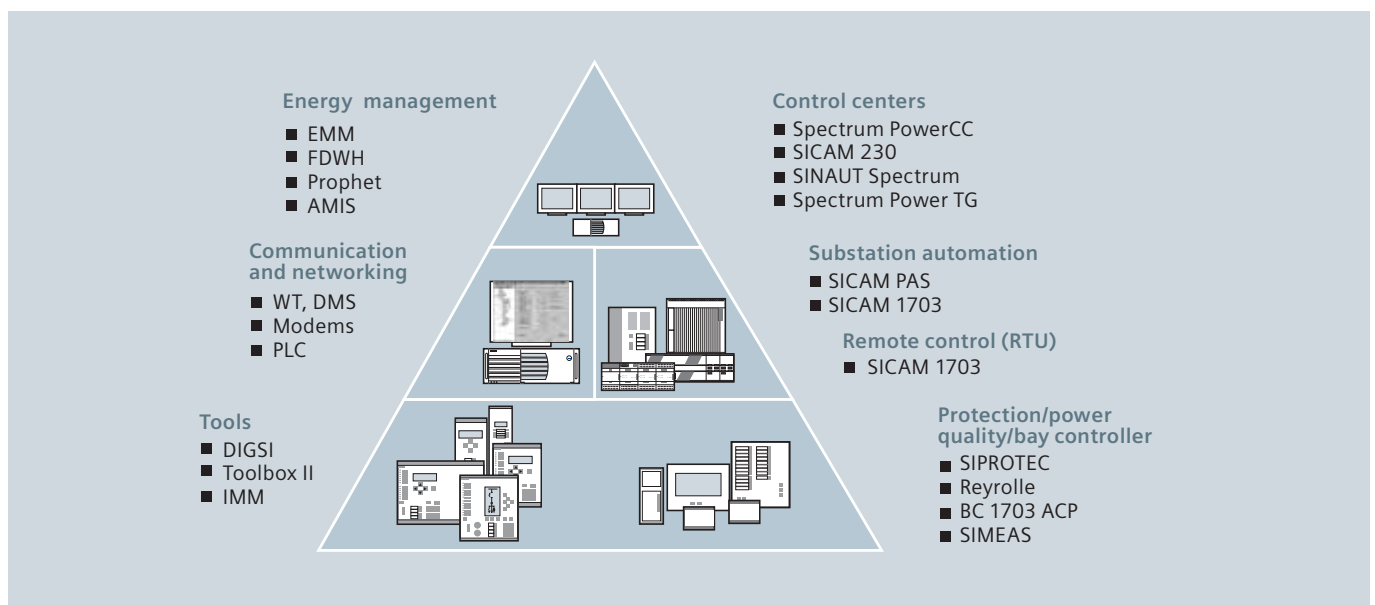 Energy management
■ EMM
■ FDWH
■ Prophet
■ AMIS
Communication
and networking
■ WT, DMS
■ Modems
■ PLC
Tools
■ DIGSI
■ Toolbox II
■ IMM
Control centers
■ Spectrum PowerCC
■ SICAM 230
■ SINAUT Spectrum
■ Spectrum Power TG
Substation automation
■ SICAM PAS
■ SICAM 1703
Remote control (RTU)
■ SICAM 1703
Protection/power
quality/bay controller
■ SIPROTEC
■ Reyrolle
■ BC 1703 ACP
■ SIMEAS